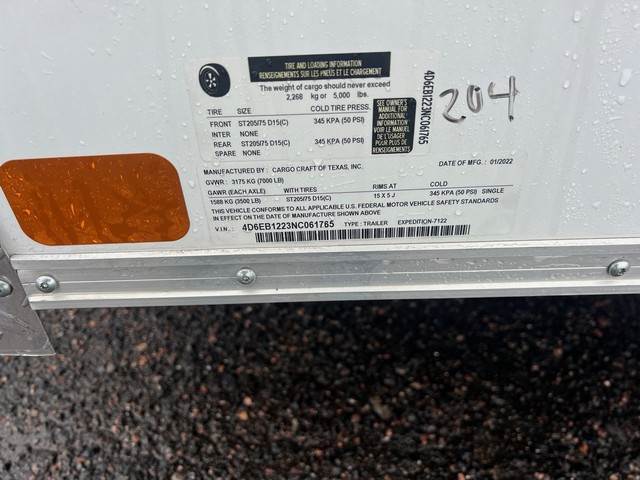 TIRE AND LOADING INFORMATION
RENSEIGNEMENTS SUR LES PNEUS ET LE CHARGEMENT
The weight of cargo should never exceed
2,268 kg or 5,000 lbs.
TIRE SIZE COLD TIRE PRESS.
FRONT ST205/75 D15(C) 345 KPA (50 PSI)
INTER NONE
REAR ST205/75 D15(C) 345 KPA (50 PSI)
SPARE NONE
SEE OWNER'S
MANUAL FOR
ADDITIONAL
INFORMATION
VOIR MANUEL
DE L'USAGER
POUR PLUS DE
RENSEIGNEMENTS
4D6EB1223NC061765
204
MANUFACTURED BY: CARGO CRAFT OF TEXAS, INC. DATE OF MFG.: 01/2022
GVWR: 3175 KG (7000 LB)
GAWR (EACH AXLE) WITH TIRES RIMS AT COLD
1588 KG (3500 LB) ST205/75 D15(C) 15 X 5 J 345 KPA (50 PSI) SINGLE
THIS VEHICLE CONFORMS TO ALL APPLICABLE U.S. FEDERAL MOTOR VEHICLE SAFETY STANDARDS
IN EFFECT ON THE DATE OF MANUFACTURE SHOWN ABOVE
V.I.N.: 4D6EB1223NC061765 TYPE: TRAILER EXPEDITION-7122